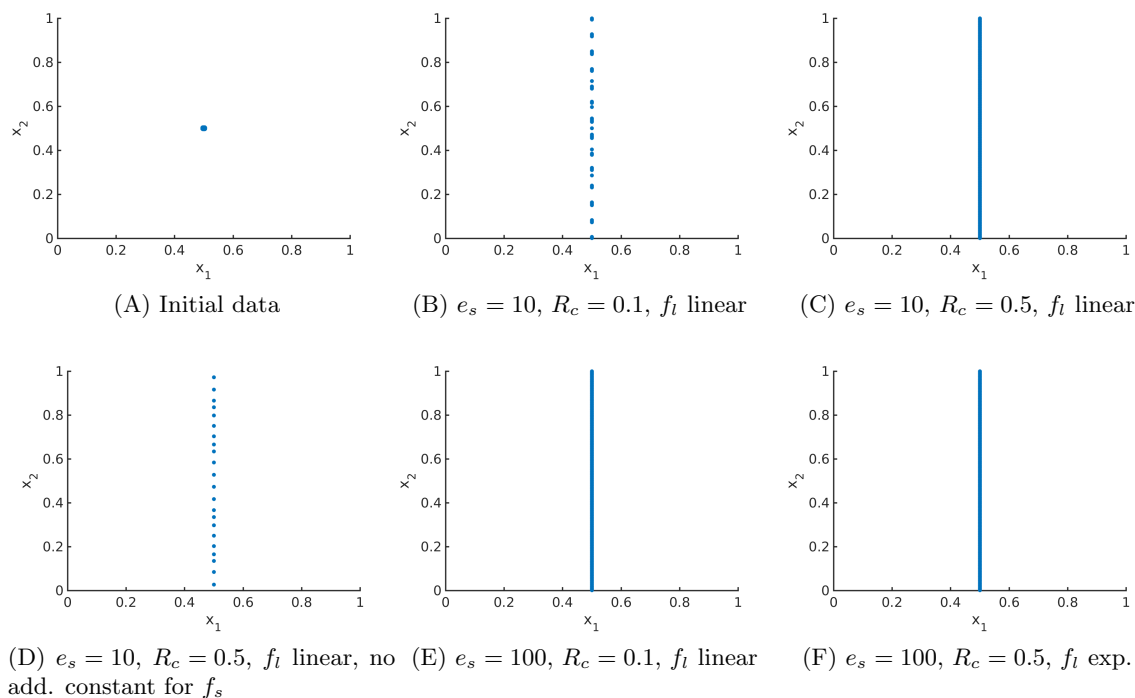 1
0.8
0.6
x_2
0.4
0.2
0
0 0.2 0.4 0.6 0.8 1
x_1
(A) Initial data
1
0.8
0.6
x_2
0.4
0.2
0
0 0.2 0.4 0.6 0.8 1
x_1
(B) e_s = 10, R_c = 0.1, f_l linear
1
0.8
0.6
x_2
0.4
0.2
0
0 0.2 0.4 0.6 0.8 1
x_1
(C) e_s = 10, R_c = 0.5, f_l linear
1
0.8
0.6
x_2
0.4
0.2
0
0 0.2 0.4 0.6 0.8 1
x_1
(D) e_s = 10, R_c = 0.5, f_l linear, no
add. constant for f_s
1
0.8
0.6
x_2
0.4
0.2
0
0 0.2 0.4 0.6 0.8 1
x_1
(E) e_s = 100, R_c = 0.1, f_l linear
1
0.8
0.6
x_2
0.4
0.2
0
0 0.2 0.4 0.6 0.8 1
x_1
(F) e_s = 100, R_c = 0.5, f_l exp.